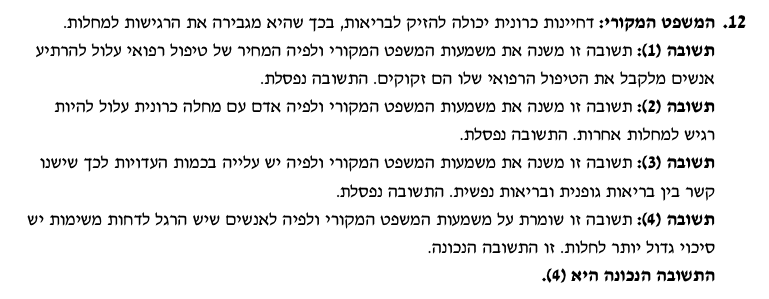 12. המשפט המקורי: דחיינות כרונית יכולה להזיק לבריאות, בכך שהיא מגבירה את הרגישות למחלות.
תשובה (1): תשובה זו משנה את משמעות המשפט המקורי ולפיה המחיר של טיפול רפואי עלול להרתיע
אנשים מלקבל את הטיפול הרפואי שלו הם זקוקים. התשובה נפסלת.
תשובה (2): תשובה זו משנה את משמעות המשפט המקורי ולפיה אדם עם מחלה כרונית עלול להיות
רגיש למחלות אחרות. התשובה נפסלת.
תשובה (3): תשובה זו משנה את משמעות המשפט המקורי ולפיה יש עלייה בכמות העדויות לכך שישנו
קשר בין בריאות גופנית ובריאות נפשית. התשובה נפסלת.
תשובה (4): תשובה זו שומרת על משמעות המשפט המקורי ולפיה לאנשים שיש הרגל לדחות משימות יש
סיכוי גדול יותר לחלות. זו התשובה הנכונה.
התשובה הנכונה היא (4).